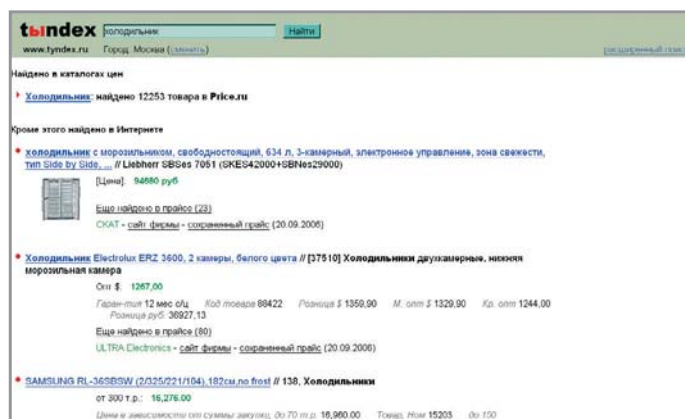 tыndex холодильник Найти
www.tyndex.ru Город: Москва (сменить) расширенный поиск
Найдено в каталогах цен
Холодильник: найдено 12253 товара в Price.ru
Кроме этого найдено в Интернете
холодильник с морозильником, свободностоящий, 634 л, 3-камерный, электронное управление, зона свежести,
тип Side by Side, ... // Liebherr SBSes 7051 (SKES42000+SBNes29000)
[Цена]: 94680 руб
Еще найдено в прайсе (23)
СКАТ - сайт фирмы - сохраненный прайс (20.09.2006)
Холодильник Electrolux ERZ 3600, 2 камеры, белого цвета // [37510] Холодильники двухкамерные, нижняя
морозильная камера
Опт $: 1267,00
Гаран-тия 12 мес с/ц Код товара 88422 Розница $ 1359,90 М. опт $ 1329,90 Кр. опт 1244,00
Розница руб. 36927,13
Еще найдено в прайсе (80)
ULTRA Electronics - сайт фирмы - сохраненный прайс (20.09.2006)
SAMSUNG RL-36SBSW (2/325/221/104),182см,no frost // 138, Холодильники
от 300 т.р.: 16,276.00
Цена в зависимости от суммы закупки, до 70 т.р. 16,960.00 Товар, Ном 15203 до 150